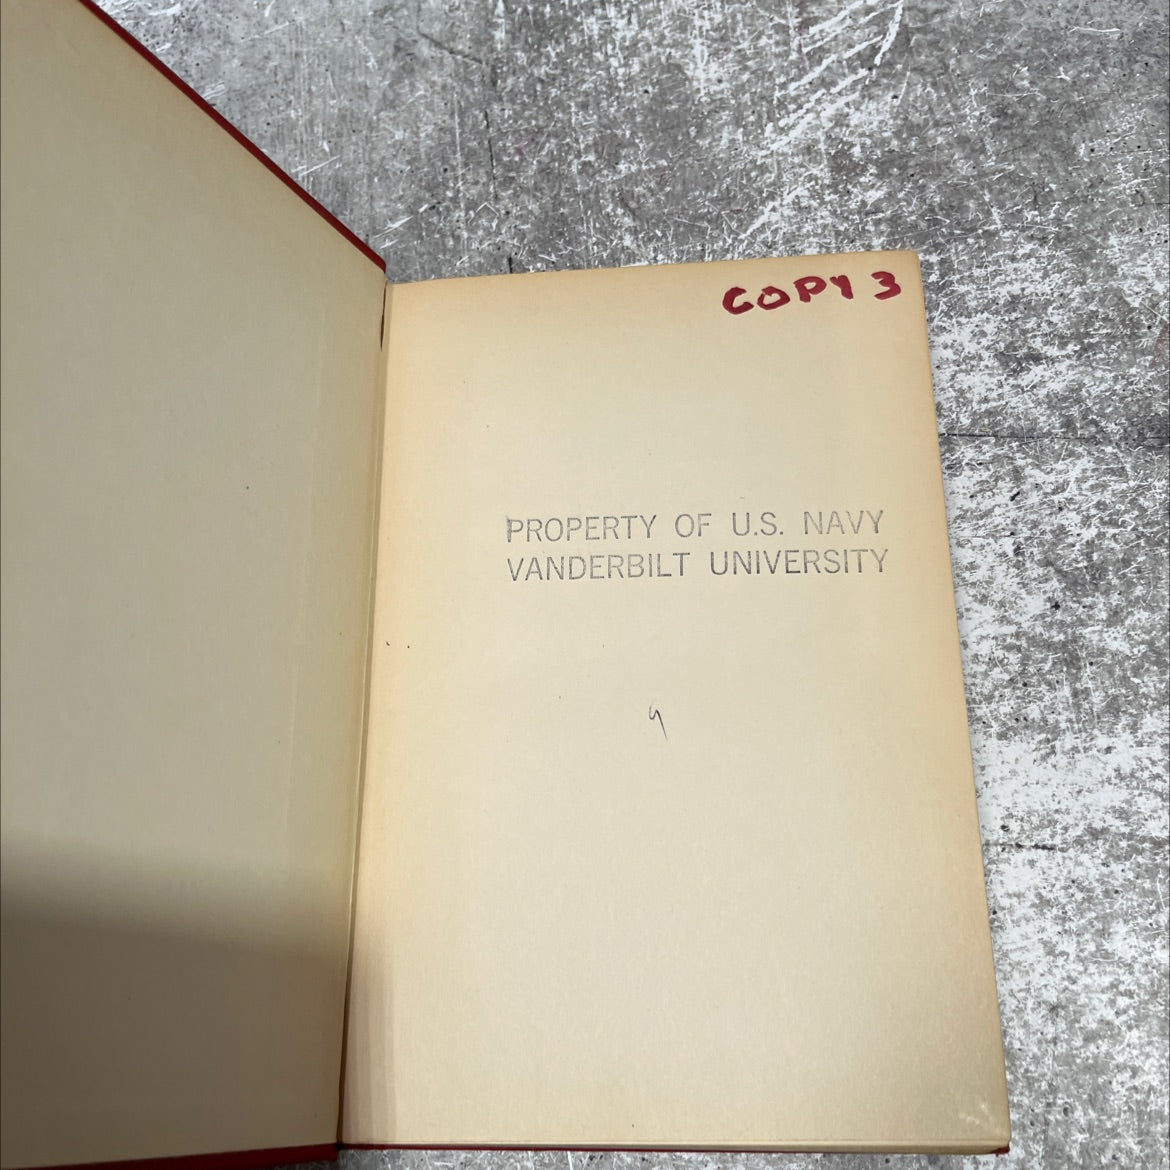 COPY 3
PROPERTY OF U.S. NAVY
VANDERBILT UNIVERSITY